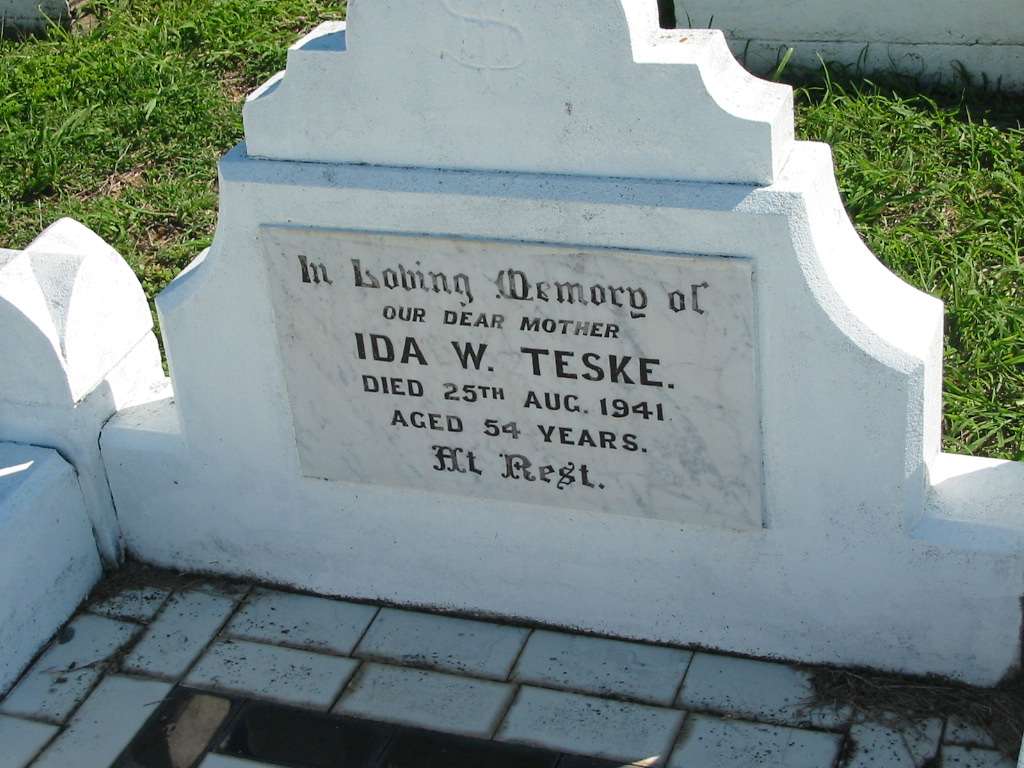 In Loving Memory of
OUR DEAR MOTHER
IDA W. TESKE.
DIED 25TH AUG. 1941
AGED 54 YEARS.
At Rest.